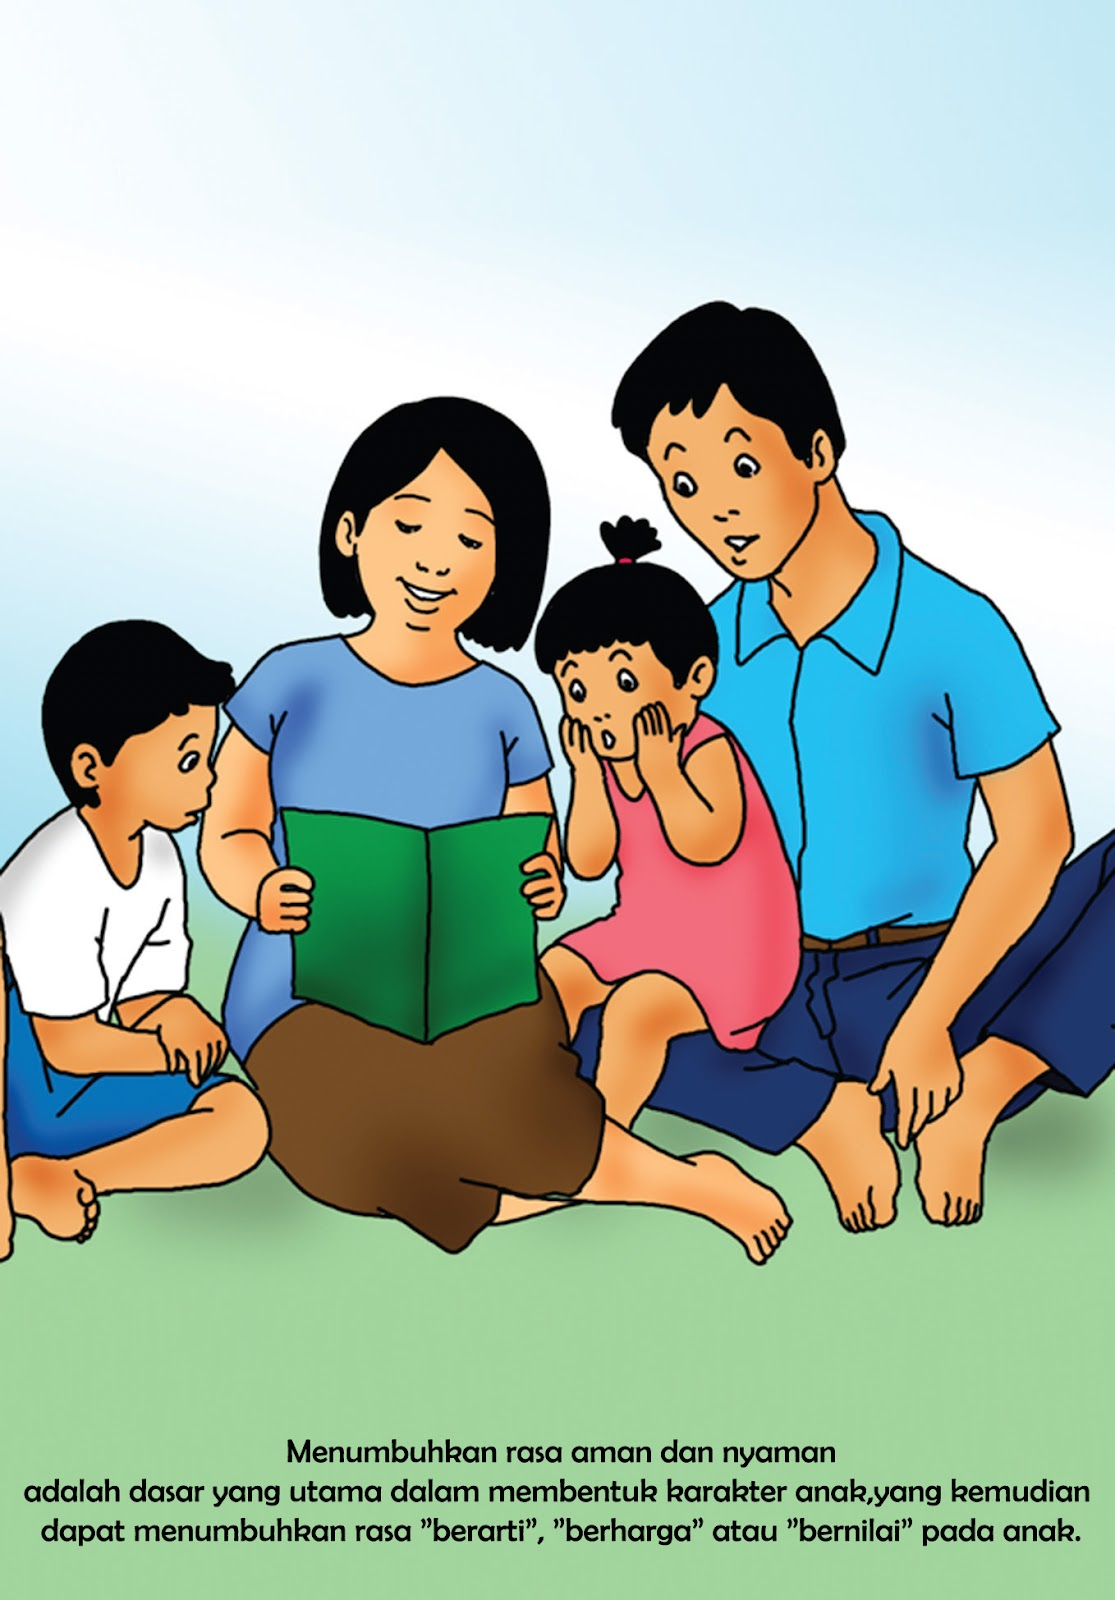 Menumbuhkan rasa aman dan nyaman
adalah dasar yang utama dalam membentuk karakter anak,yang kemudian
dapat menumbuhkan rasa ”berarti”, ”berharga” atau ”bernilai” pada anak.